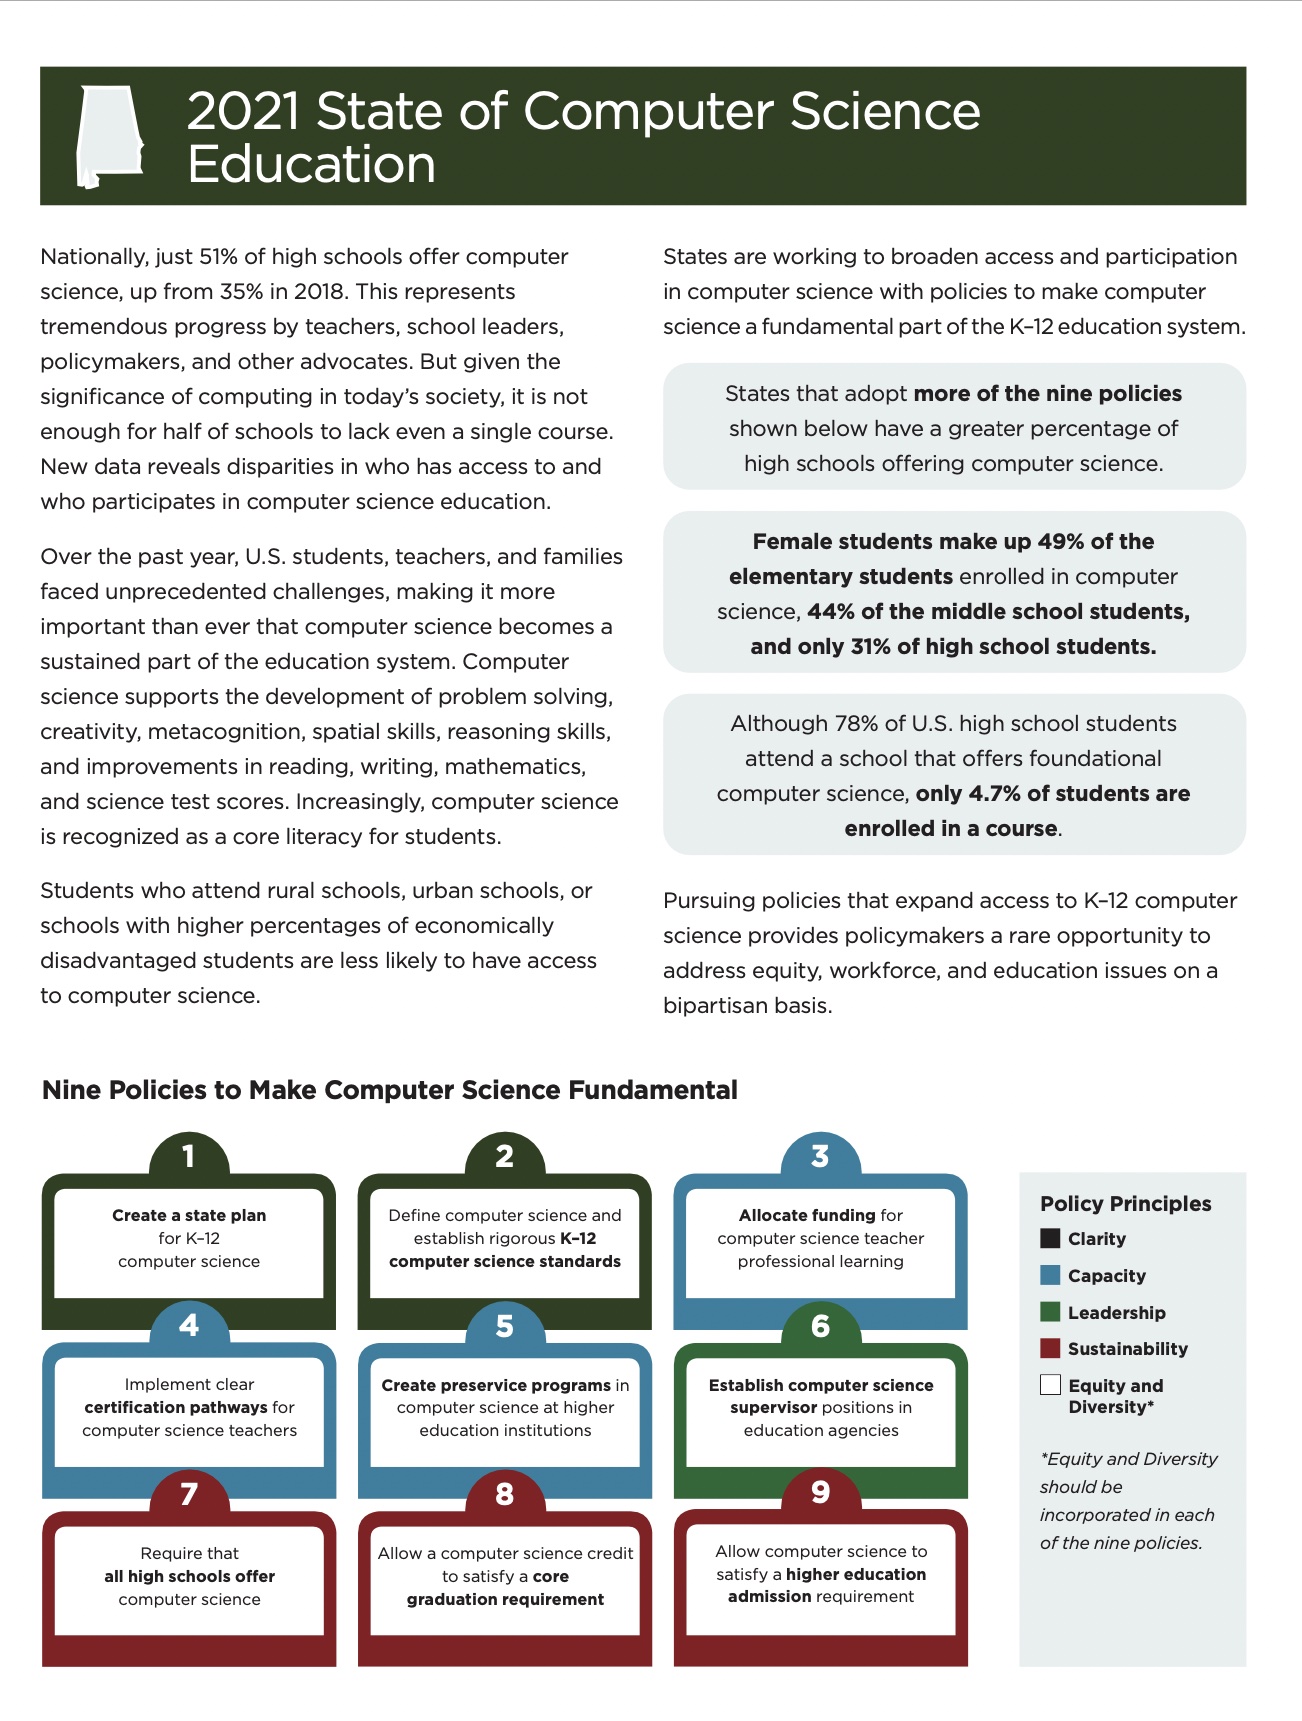 2021 State of Computer Science
Education
Nationally, just 51% of high schools offer computer
science, up from 35% in 2018. This represents
tremendous progress by teachers, school leaders,
policymakers, and other advocates. But given the
significance of computing in today’s society, it is not
enough for half of schools to lack even a single course.
New data reveals disparities in who has access to and
who participates in computer science education.
Over the past year, U.S. students, teachers, and families
faced unprecedented challenges, making it more
important than ever that computer science becomes a
sustained part of the education system. Computer
science supports the development of problem solving,
creativity, metacognition, spatial skills, reasoning skills,
and improvements in reading, writing, mathematics,
and science test scores. Increasingly, computer science
is recognized as a core literacy for students.
Students who attend rural schools, urban schools, or
schools with higher percentages of economically
disadvantaged students are less likely to have access
to computer science.
States are working to broaden access and participation
in computer science with policies to make computer
science a fundamental part of the K–12 education system.
States that adopt more of the nine policies
shown below have a greater percentage of
high schools offering computer science.
Female students make up 49% of the
elementary students enrolled in computer
science, 44% of the middle school students,
and only 31% of high school students.
Although 78% of U.S. high school students
attend a school that offers foundational
computer science, only 4.7% of students are
enrolled in a course.
Pursuing policies that expand access to K–12 computer
science provides policymakers a rare opportunity to
address equity, workforce, and education issues on a
bipartisan basis.
Nine Policies to Make Computer Science Fundamental
1
Create a state plan
for K–12
computer science
2
Define computer science and
establish rigorous K–12
computer science standards
3
Allocate funding for
computer science teacher
professional learning
4
Implement clear
certification pathways for
computer science teachers
5
Create preservice programs in
computer science at higher
education institutions
6
Establish computer science
supervisor positions in
education agencies
7
Require that
all high schools offer
computer science
8
Allow a computer science credit
to satisfy a core
graduation requirement
9
Allow computer science to
satisfy a higher education
admission requirement
Policy Principles
Clarity
Capacity
Leadership
Sustainability
Equity and
Diversity*
*Equity and Diversity
should be
incorporated in each
of the nine policies.